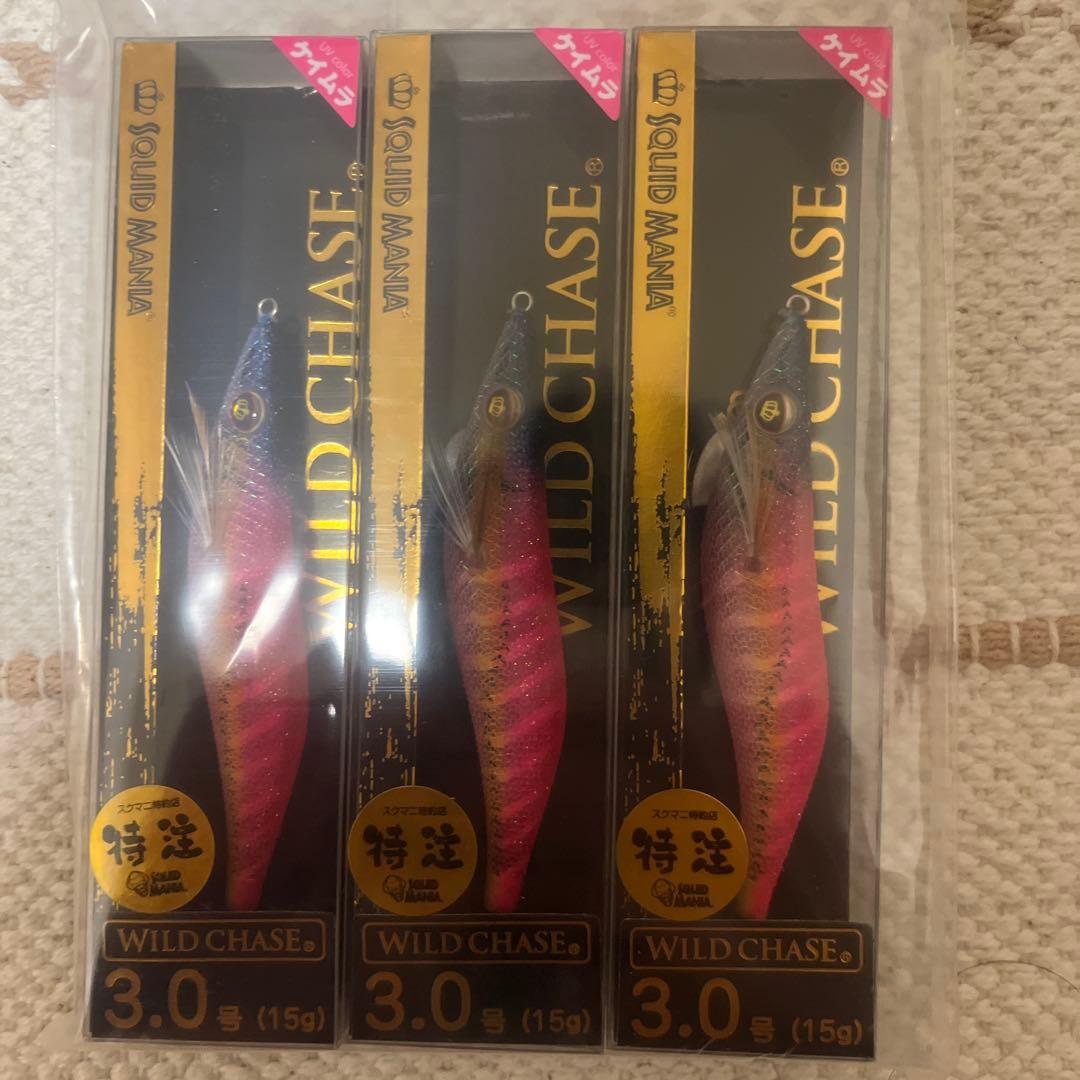 UV color
ケイムラ
SQUID MANIA
WILD CHASE®
スクマニ特約店
特注
SQUID
MANIA
WILD CHASE®
3.0号 (15g)
UV color
ケイムラ
SQUID MANIA
WILD CHASE®
スクマニ特約店
特注
SQUID
MANIA
WILD CHASE®
3.0号 (15g)
UV color
ケイムラ
SQUID MANIA
WILD CHASE®
スクマニ特約店
特注
SQUID
MANIA
WILD CHASE®
3.0号 (15g)